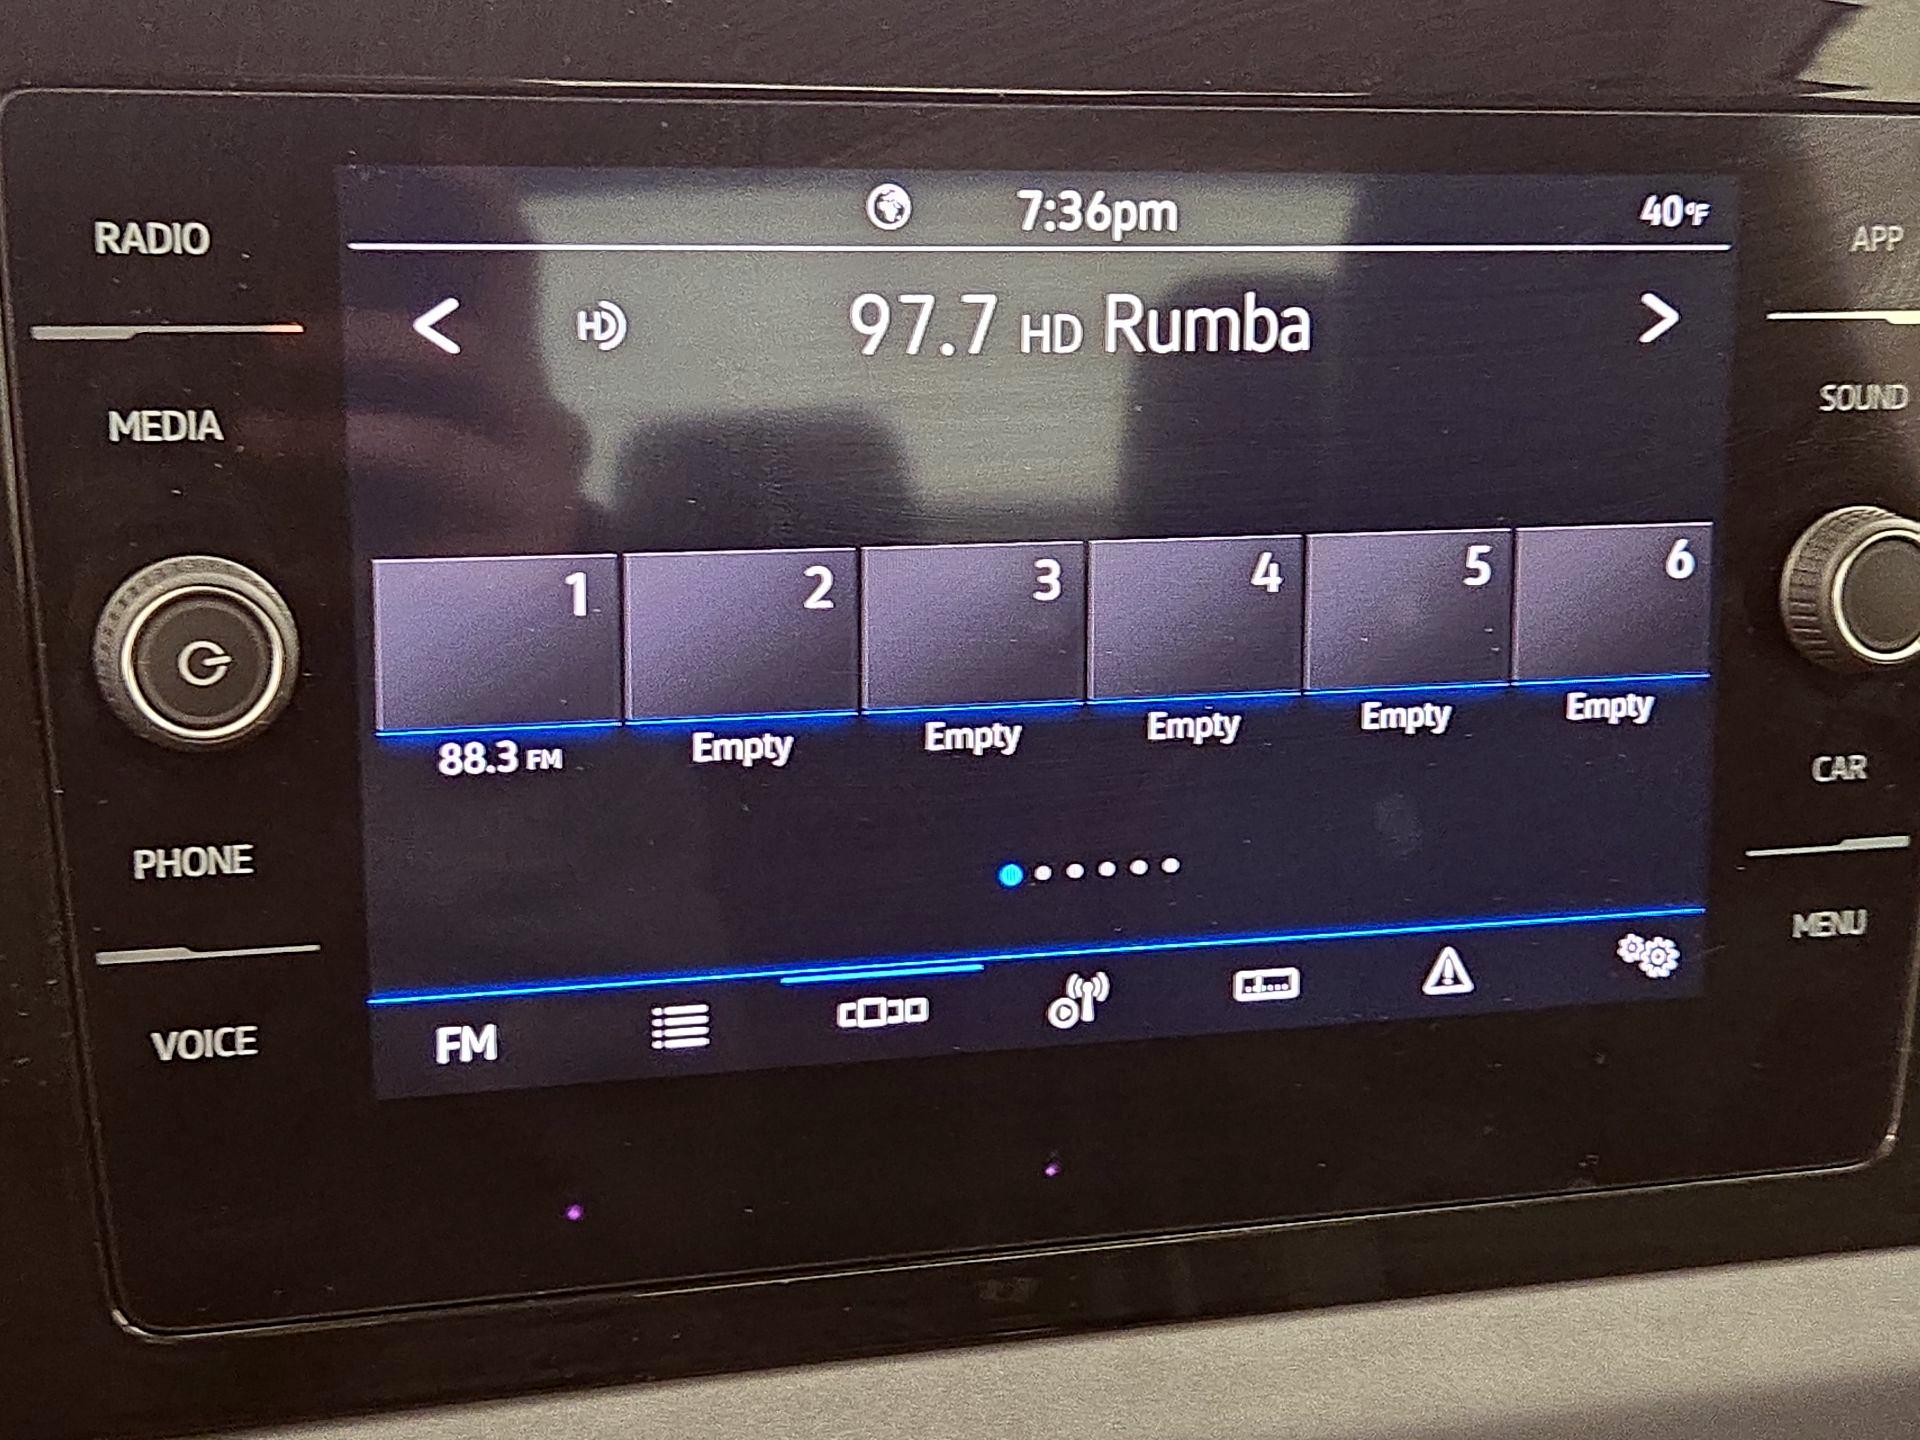 7:36pm 40°F
RADIO APP
HD 97.7 HD Rumba
MEDIA SOUND
1 2 3 4 5 6
88.3 FM Empty Empty Empty Empty Empty
CAR
PHONE MENU
VOICE FM